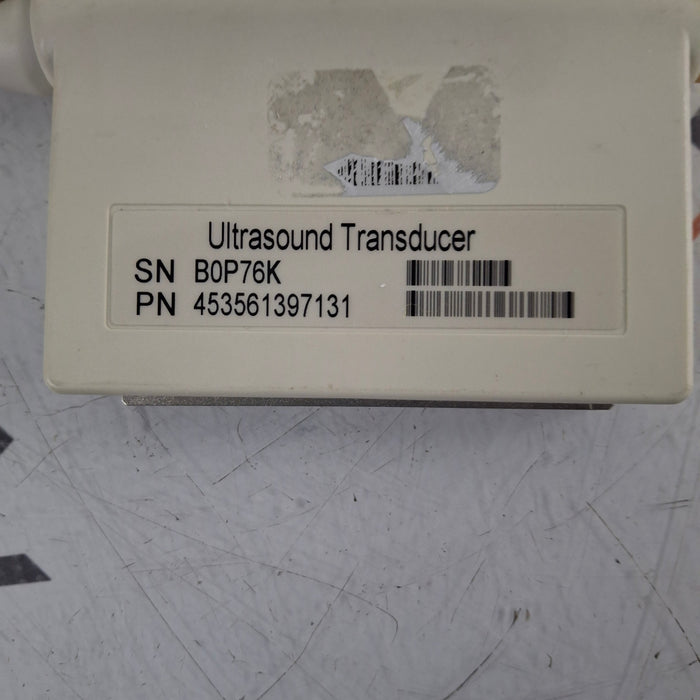 Ultrasound Transducer
SN B0P76K
PN 453561397131